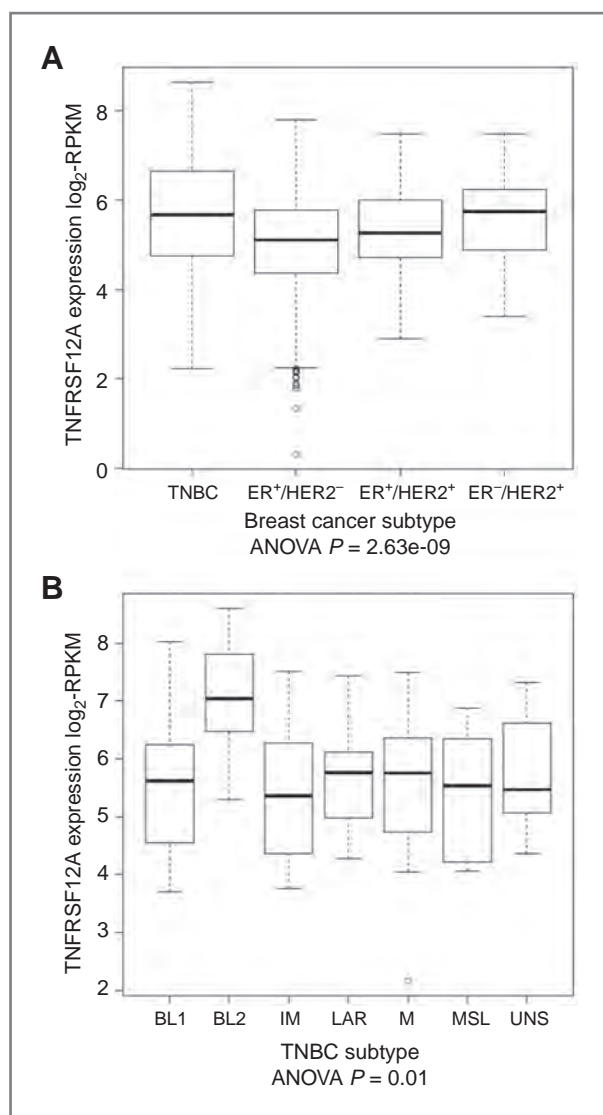 A
TNFRSF12A expression log₂-RPKM
8
6
4
2
0
TNBC ER⁺/HER2⁻ ER⁺/HER2⁺ ER⁻/HER2⁺
Breast cancer subtype
ANOVA P = 2.63e-09
B
TNFRSF12A expression log₂-RPKM
8
7
6
5
4
3
2
BL1 BL2 IM LAR M MSL UNS
TNBC subtype
ANOVA P = 0.01